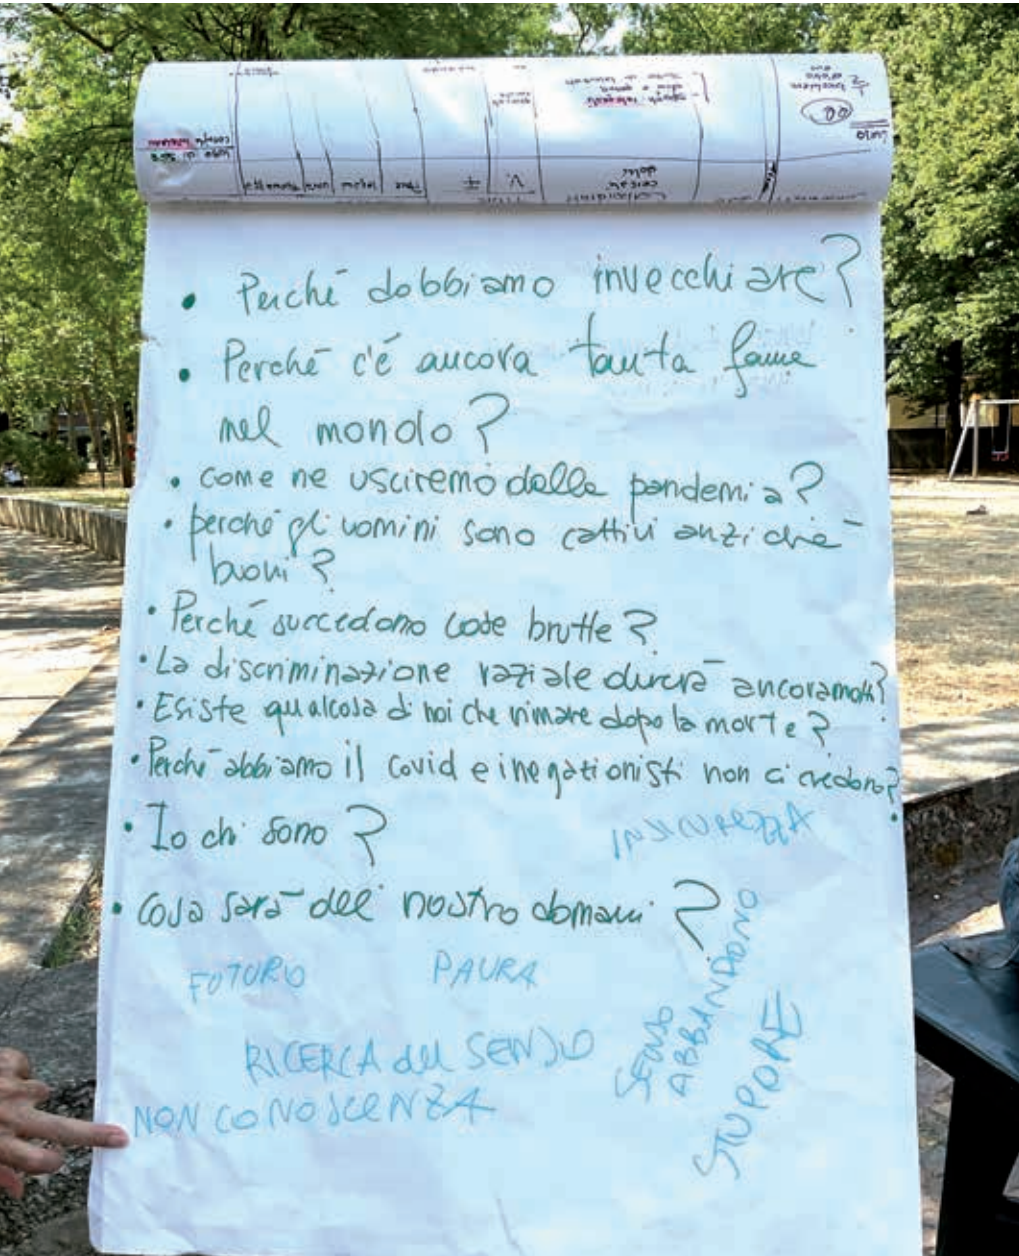 • Perché dobbiamo invecchiare?
• Perché c'é ancora tanta fame
nel mondo?
• come ne usciremo dalla pandemia?
• perché gli uomini sono cattivi anziché
buoni?
• Perché succedono cose brutte?
• La discriminazione razziale durerà ancora molto?
• Esiste qualcosa di noi che rimane dopo la morte?
• Perché abbiamo il covid e i negazionisti non ci credono?
• Io chi sono?
INSICUREZZA
• Cosa sarà del nostro domani?
FUTURO
PAURA
SENSO
ABBANDONO
STUPORE
RICERCA del SENSO
NON CONOSCENZA